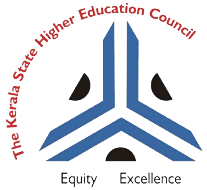 The Kerala State Higher Education Council
Equity Excellence